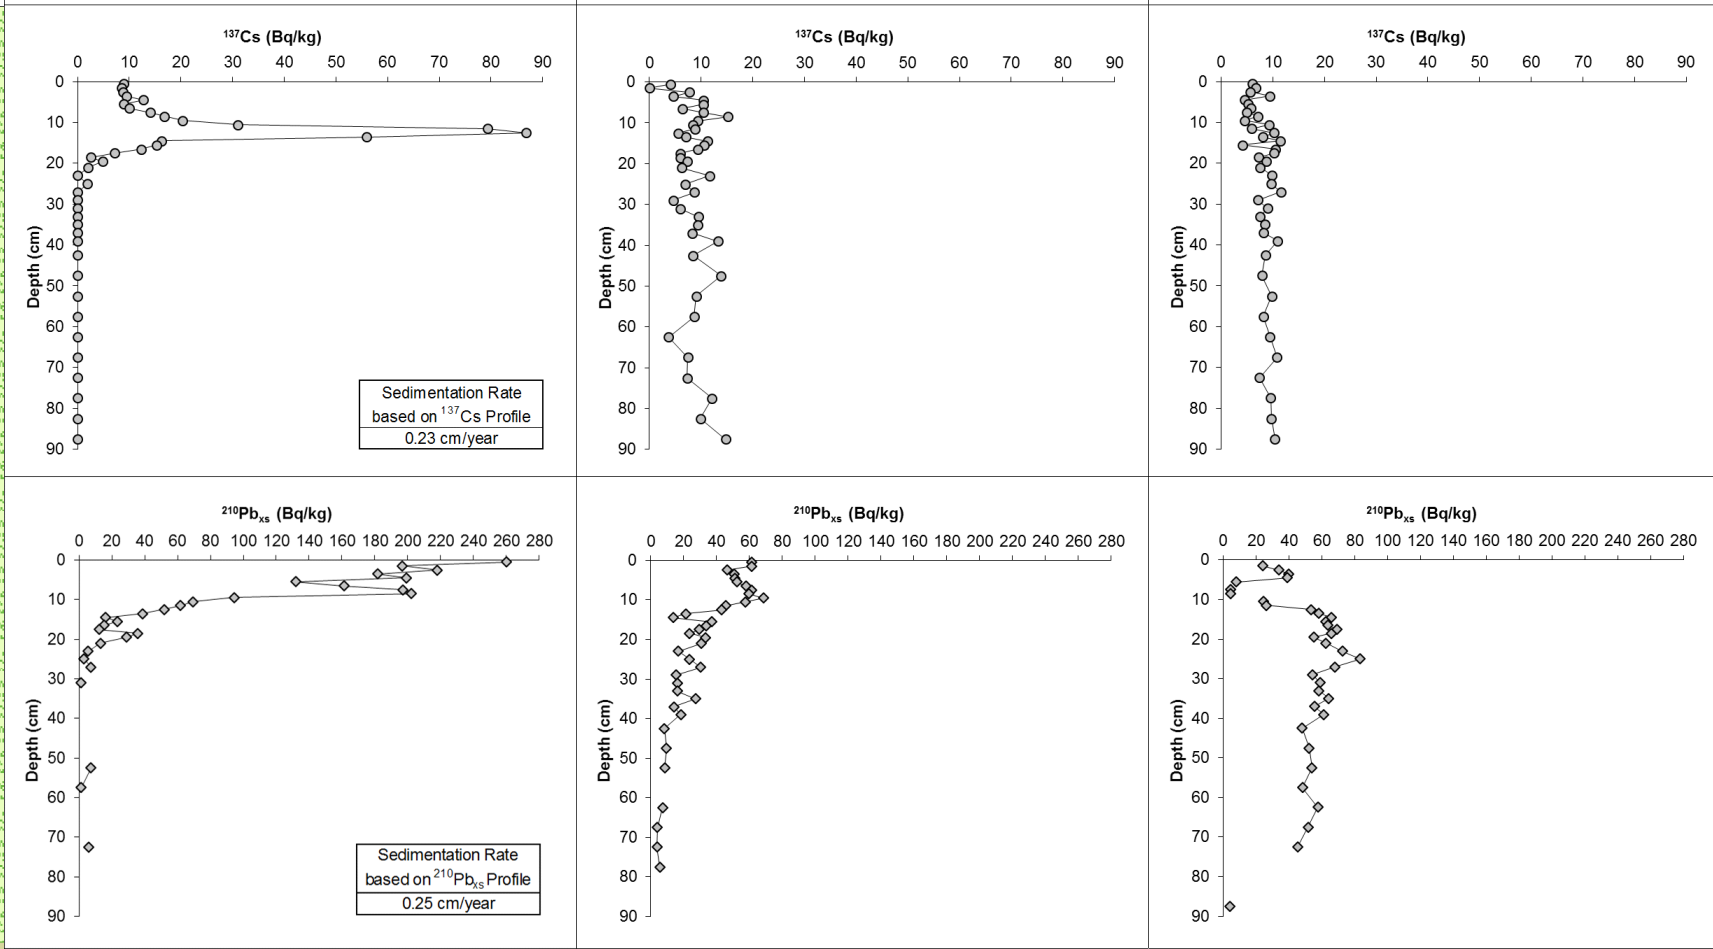 ¹³⁷Cs (Bq/kg)
0 10 20 30 40 50 60 70 80 90
0
10
20
30
40
50
60
70
80
90
Depth (cm)
Sedimentation Rate
based on ¹³⁷Cs Profile
0.23 cm/year
¹³⁷Cs (Bq/kg)
0 10 20 30 40 50 60 70 80 90
0
10
20
30
40
50
60
70
80
90
Depth (cm)
¹³⁷Cs (Bq/kg)
0 10 20 30 40 50 60 70 80 90
0
10
20
30
40
50
60
70
80
90
Depth (cm)
²¹⁰Pbₓₛ (Bq/kg)
0 20 40 60 80 100 120 140 160 180 200 220 240 260 280
0
10
20
30
40
50
60
70
80
90
Depth (cm)
Sedimentation Rate
based on ²¹⁰Pbₓₛ Profile
0.25 cm/year
²¹⁰Pbₓₛ (Bq/kg)
0 20 40 60 80 100 120 140 160 180 200 220 240 260 280
0
10
20
30
40
50
60
70
80
90
Depth (cm)
²¹⁰Pbₓₛ (Bq/kg)
0 20 40 60 80 100 120 140 160 180 200 220 240 260 280
0
10
20
30
40
50
60
70
80
90
Depth (cm)